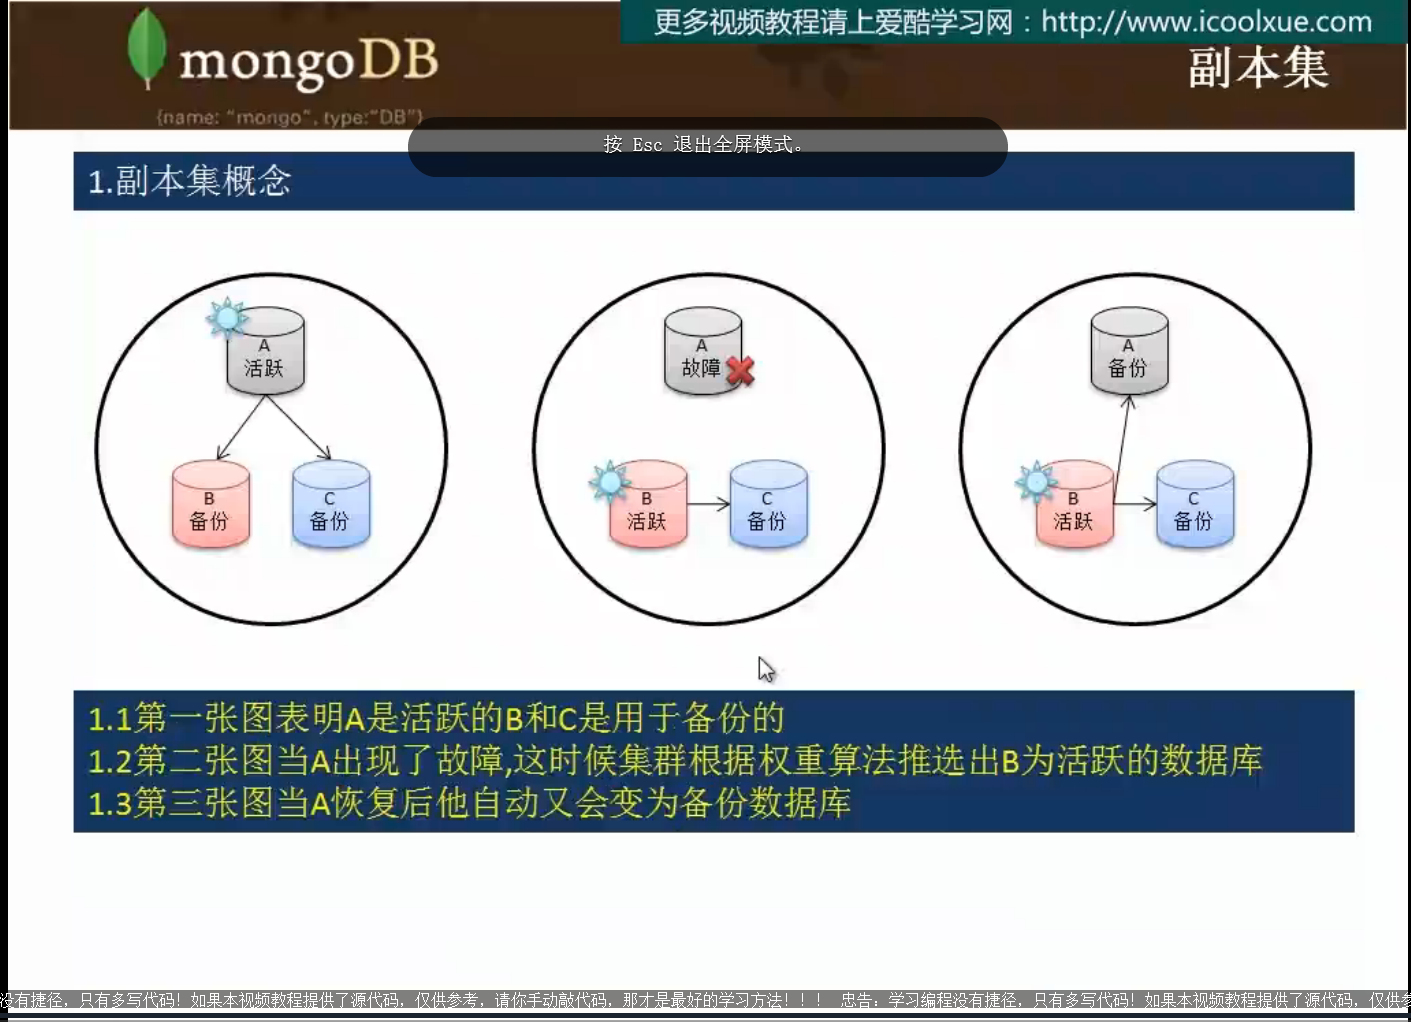 更多视频教程请上爱酷学习网：http://www.icoolxue.com
mongoDB
副本集
{name: “mongo”, type:“DB”}
按 Esc 退出全屏模式。
1.副本集概念
A
活跃
B
备份
C
备份
A
故障
B
活跃
C
备份
A
备份
B
活跃
C
备份
1.1第一张图表明A是活跃的B和C是用于备份的
1.2第二张图当A出现了故障,这时候集群根据权重算法推选出B为活跃的数据库
1.3第三张图当A恢复后他自动又会变为备份数据库
没有捷径，只有多写代码！如果本视频教程提供了源代码，仅供参考，请你手动敲代码，那才是最好的学习方法！！！ 忠告：学习编程没有捷径，只有多写代码！如果本视频教程提供了源代码，仅供参